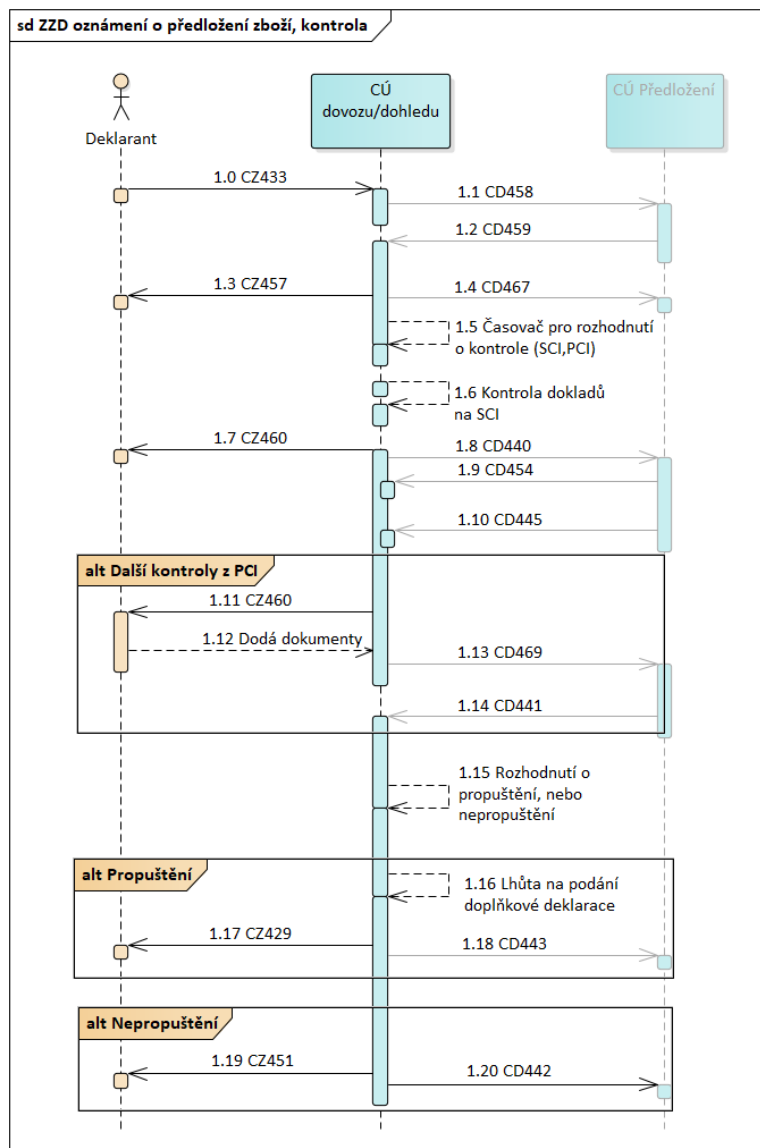 sd ZZD oznámení o předložení zboží, kontrola
CÚ
dovozu/dohledu
CÚ Předložení
Deklarant
1.0 CZ433
1.1 CD458
1.2 CD459
1.3 CZ457
1.4 CD467
1.5 Časovač pro rozhodnutí
o kontrole (SCI,PCI)
1.6 Kontrola dokladů
na SCI
1.7 CZ460
1.8 CD440
1.9 CD454
1.10 CD445
alt Další kontroly z PCI
1.11 CZ460
1.12 Dodá dokumenty
1.13 CD469
1.14 CD441
1.15 Rozhodnutí o
propuštění, nebo
nepropuštění
alt Propuštění
1.16 Lhůta na podání
doplňkové deklarace
1.17 CZ429
1.18 CD443
alt Nepropuštění
1.19 CZ451
1.20 CD442